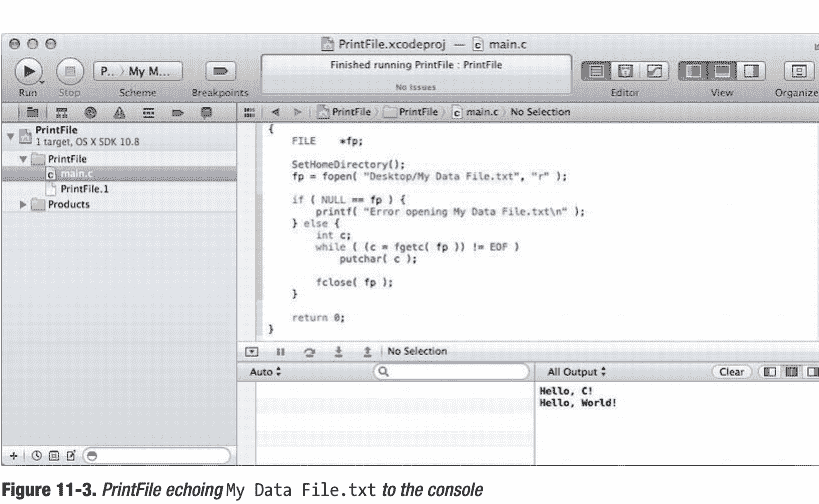 PrintFile.xcodeproj — main.c
Finished running PrintFile : PrintFile
No Issues
P.. › My M...
Run
Stop
Scheme
Breakpoints
Editor
View
Organize
PrintFile
1 target, OS X SDK 10.8
PrintFile
main.c
PrintFile.1
Products
PrintFile › PrintFile › main.c › No Selection
{
FILE *fp;
SetHomeDirectory();
fp = fopen( "Desktop/My Data File.txt", "r" );
if ( NULL == fp ) {
printf( "Error opening My Data File.txt\n" );
} else {
int c;
while ( (c = fgetc( fp )) != EOF )
putchar( c );
fclose( fp );
}
return 0;
}
No Selection
Auto
All Output
Clear
Hello, C!
Hello, World!
Figure 11-3. PrintFile echoing My Data File.txt to the console